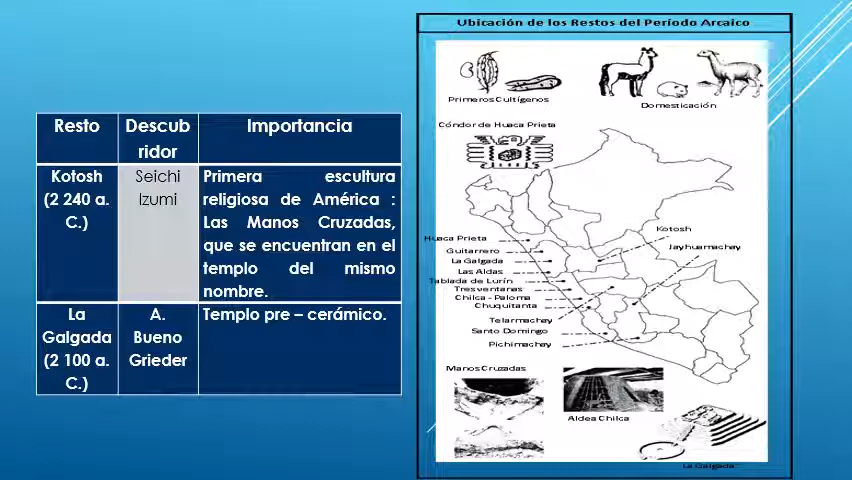 Ubicación de los Restos del Período Arcaico
Resto
Descub
ridor
Importancia
Kotosh
(2 240 a.
C.)
Seichi
Izumi
Primera escultura
religiosa de América :
Las Manos Cruzadas,
que se encuentran en el
templo del mismo
nombre.
La
Galgada
(2 100 a.
C.)
A.
Bueno
Grieder
Templo pre – cerámico.
Primeros Cultígenos
Domesticación
Cóndor de Huaca Prieta
Kotosh
Jayhuamachay
Huaca Prieta
Guitarrero
La Galgada
Las Aldas
Tablada de Lurín
Tres ventanas
Chilca - Paloma
Chuquitanta
Telarmachay
Santo Domingo
Pichimachay
Manos Cruzadas
Aldea Chilca
La Galgada